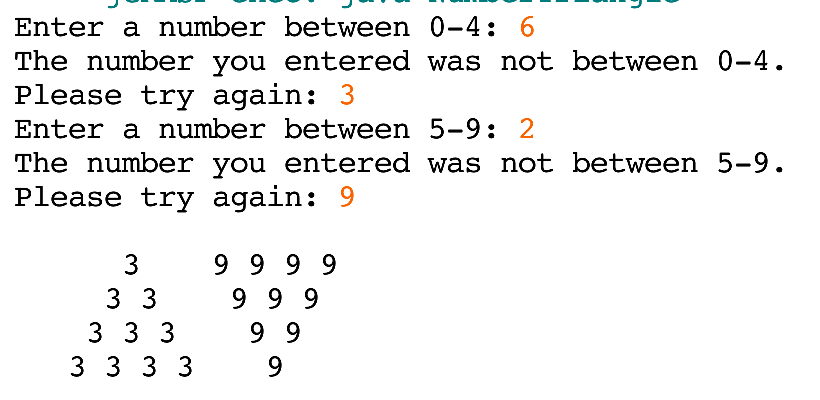 Enter a number between 0-4: 6
The number you entered was not between 0-4.
Please try again: 3
Enter a number between 5-9: 2
The number you entered was not between 5-9.
Please try again: 9
3 9 9 9 9
3 3 9 9 9
3 3 3 9 9
3 3 3 3 9